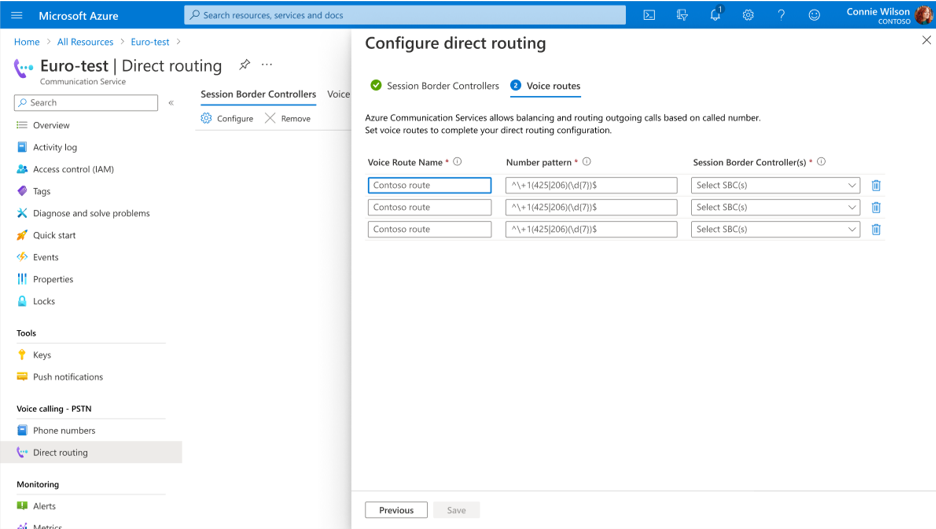 Microsoft Azure
Search resources, services and docs
1
Connie Wilson
CONTOSO
Home > All Resources > Euro-test >
Euro-test | Direct routing
Communication Service
Search
«
Overview
Activity log
Access control (IAM)
Tags
Diagnose and solve problems
Quick start
Events
Properties
Locks
Tools
Keys
Push notifications
Voice calling - PSTN
Phone numbers
Direct routing
Monitoring
Alerts
Metrics
Session Border Controllers Voice
Configure Remove
Configure direct routing
Session Border Controllers 2 Voice routes
Azure Communication Services allows balancing and routing outgoing calls based on called number.
Set voice routes to complete your direct routing configuration.
Voice Route Name * Number pattern * Session Border Controller(s) *
Contoso route ^\+1(425|206)(\d{7})$ Select SBC(s)
Contoso route ^\+1(425|206)(\d{7})$ Select SBC(s)
Contoso route ^\+1(425|206)(\d{7})$ Select SBC(s)
Previous Save